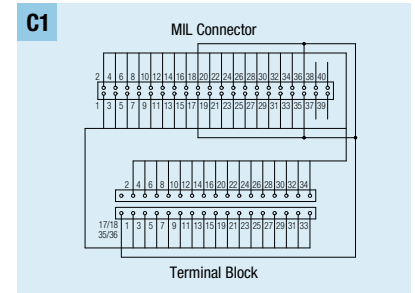 C1
MIL Connector
2 4 6 8 10 12 14 16 18 20 22 24 26 28 30 32 34 36 38 40
1 3 5 7 9 11 13 15 17 19 21 23 25 27 29 31 33 35 37 39
2 4 6 8 10 12 14 16 20 22 24 26 28 30 32 34
17/18 1 3 5 7 9 11 13 15 19 21 23 25 27 29 31 33
35/36
Terminal Block